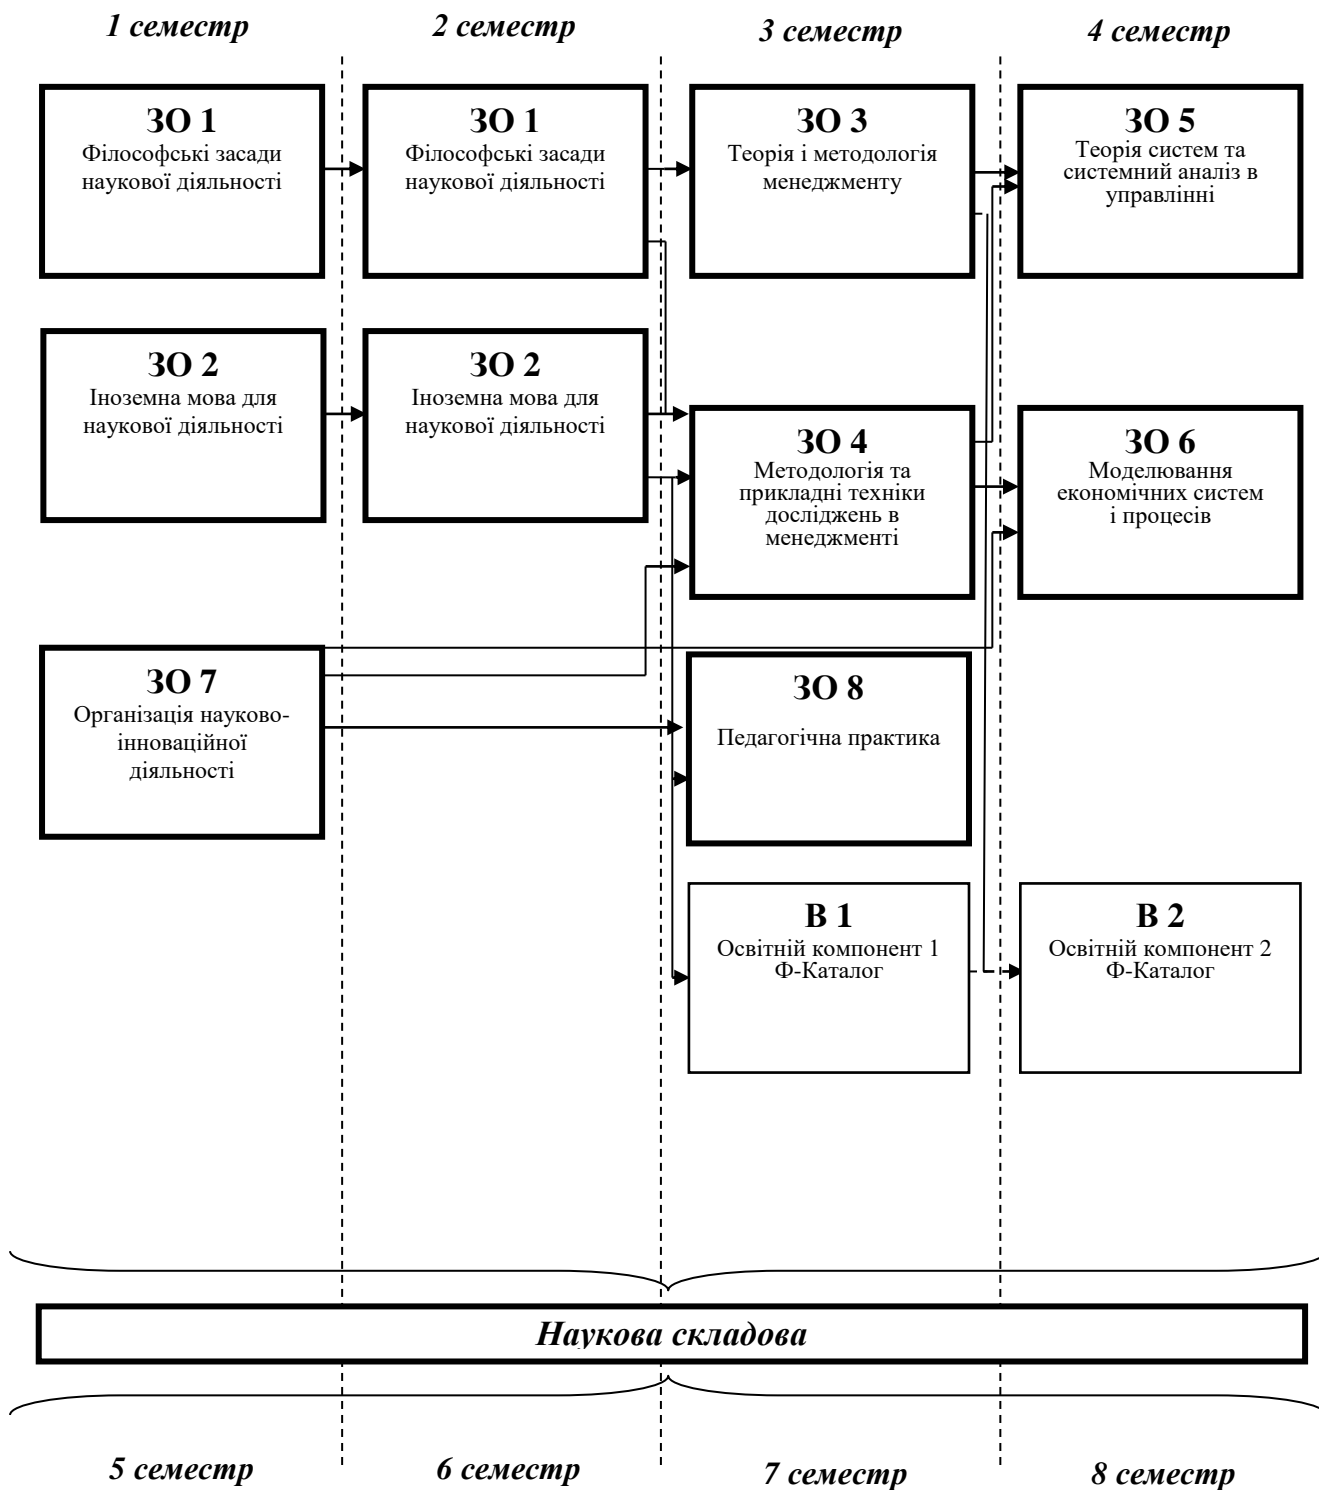 1 семестр
2 семестр
3 семестр
4 семестр
ЗО 1
Філософські засади
наукової діяльності
ЗО 1
Філософські засади
наукової діяльності
ЗО 3
Теорія і методологія
менеджменту
ЗО 5
Теорія систем та
системний аналіз в
управлінні
ЗО 2
Іноземна мова для
наукової діяльності
ЗО 2
Іноземна мова для
наукової діяльності
ЗО 4
Методологія та
прикладні техніки
досліджень в
менеджменті
ЗО 6
Моделювання
економічних систем
і процесів
ЗО 7
Організація науково-
інноваційної
діяльності
ЗО 8
Педагогічна практика
В 1
Освітній компонент 1
Ф-Каталог
В 2
Освітній компонент 2
Ф-Каталог
Наукова складова
5 семестр
6 семестр
7 семестр
8 семестр